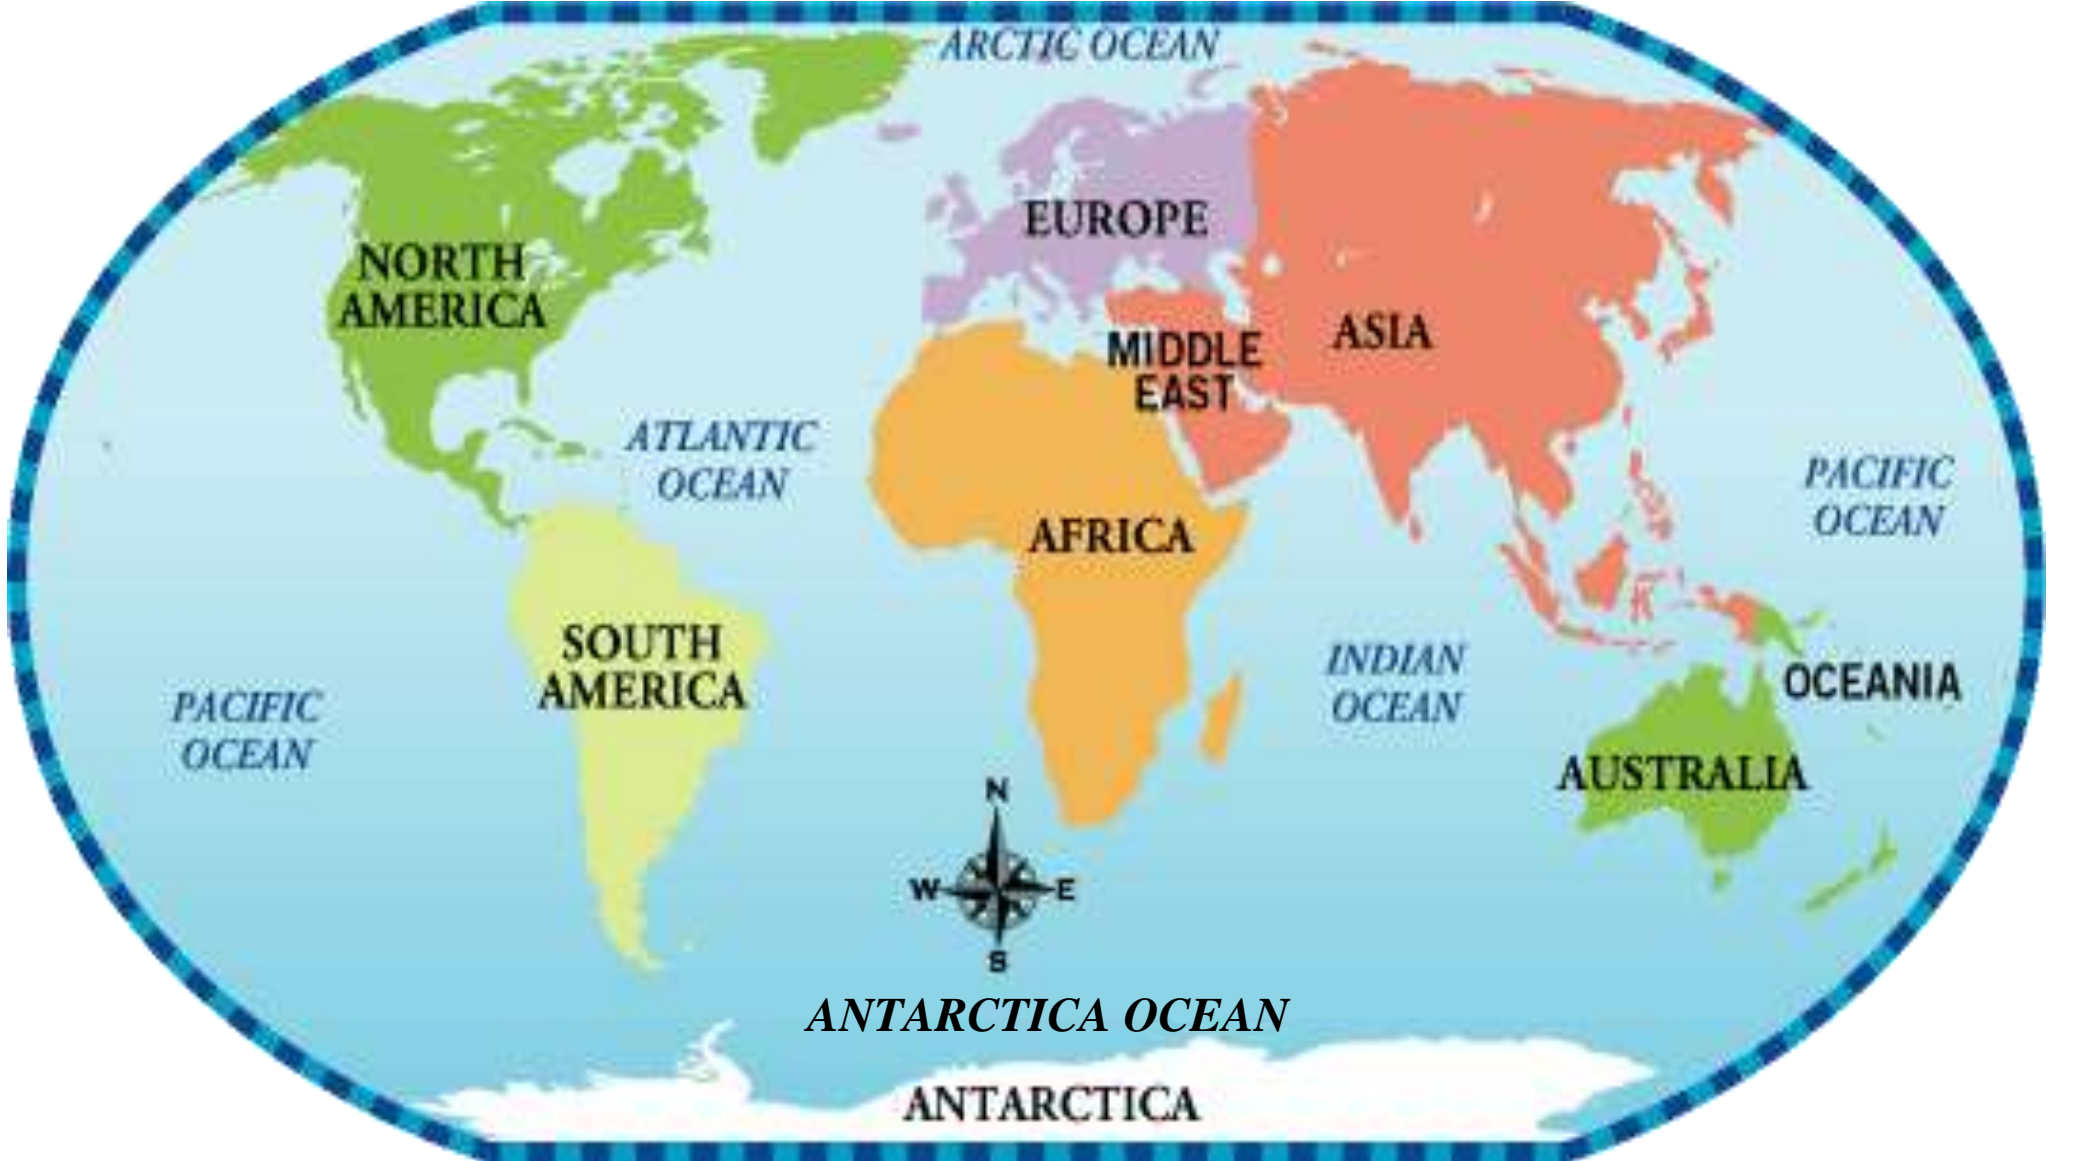 ARCTIC OCEAN
EUROPE
NORTH
AMERICA
ASIA
MIDDLE
EAST
ATLANTIC
OCEAN
PACIFIC
OCEAN
AFRICA
SOUTH
AMERICA
INDIAN
OCEAN
OCEANIA
PACIFIC
OCEAN
AUSTRALIA
N
W
E
S
ANTARCTICA OCEAN
ANTARCTICA